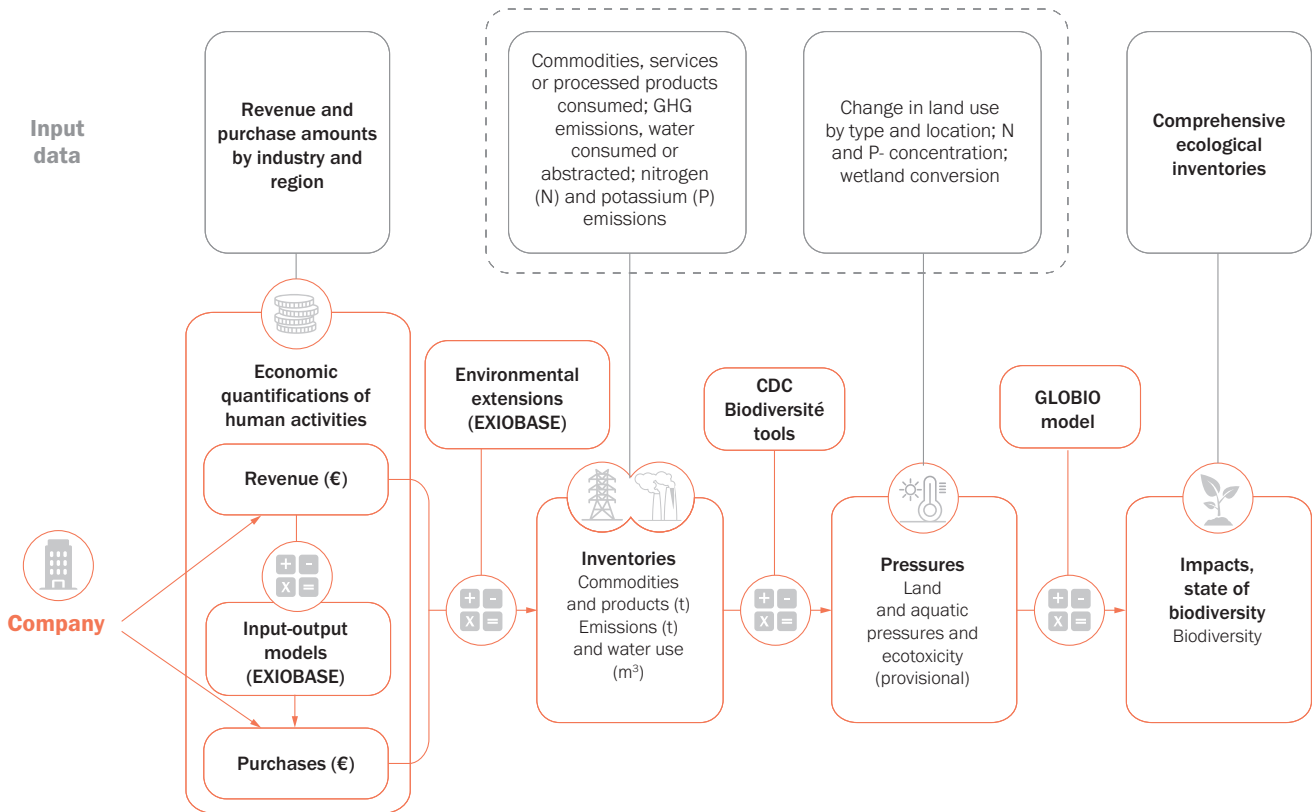 Input
data
Revenue and
purchase amounts
by industry and
region
Commodities, services
or processed products
consumed; GHG
emissions, water
consumed or
abstracted; nitrogen
(N) and potassium (P)
emissions
Change in land use
by type and location; N
and P- concentration;
wetland conversion
Comprehensive
ecological
inventories
Economic
quantifications of
human activities
Revenue (€)
+ -
x =
Input-output
models
(EXIOBASE)
Purchases (€)
Company
Environmental
extensions
(EXIOBASE)
+ -
x =
Inventories
Commodities
and products (t)
Emissions (t)
and water use
(m³)
CDC
Biodiversité
tools
+ -
x =
Pressures
Land
and aquatic
pressures and
ecotoxicity
(provisional)
GLOBIO
model
+ -
x =
Impacts,
state of
biodiversity
Biodiversity